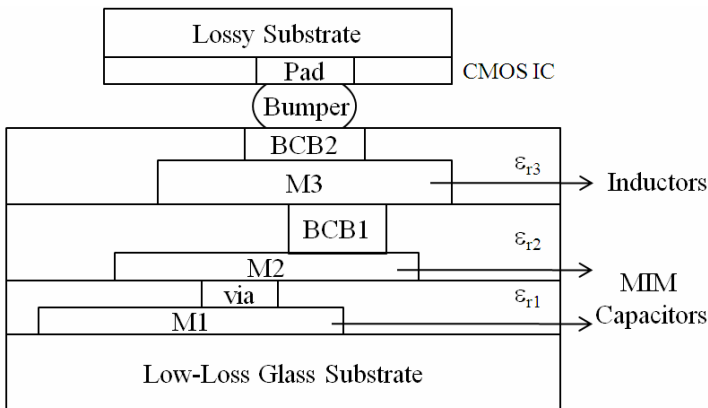 Lossy Substrate
Pad
CMOS IC
Bumper
BCB2
εr3
M3
Inductors
BCB1
εr2
M2
MIM
Capacitors
via
εr1
M1
Low-Loss Glass Substrate